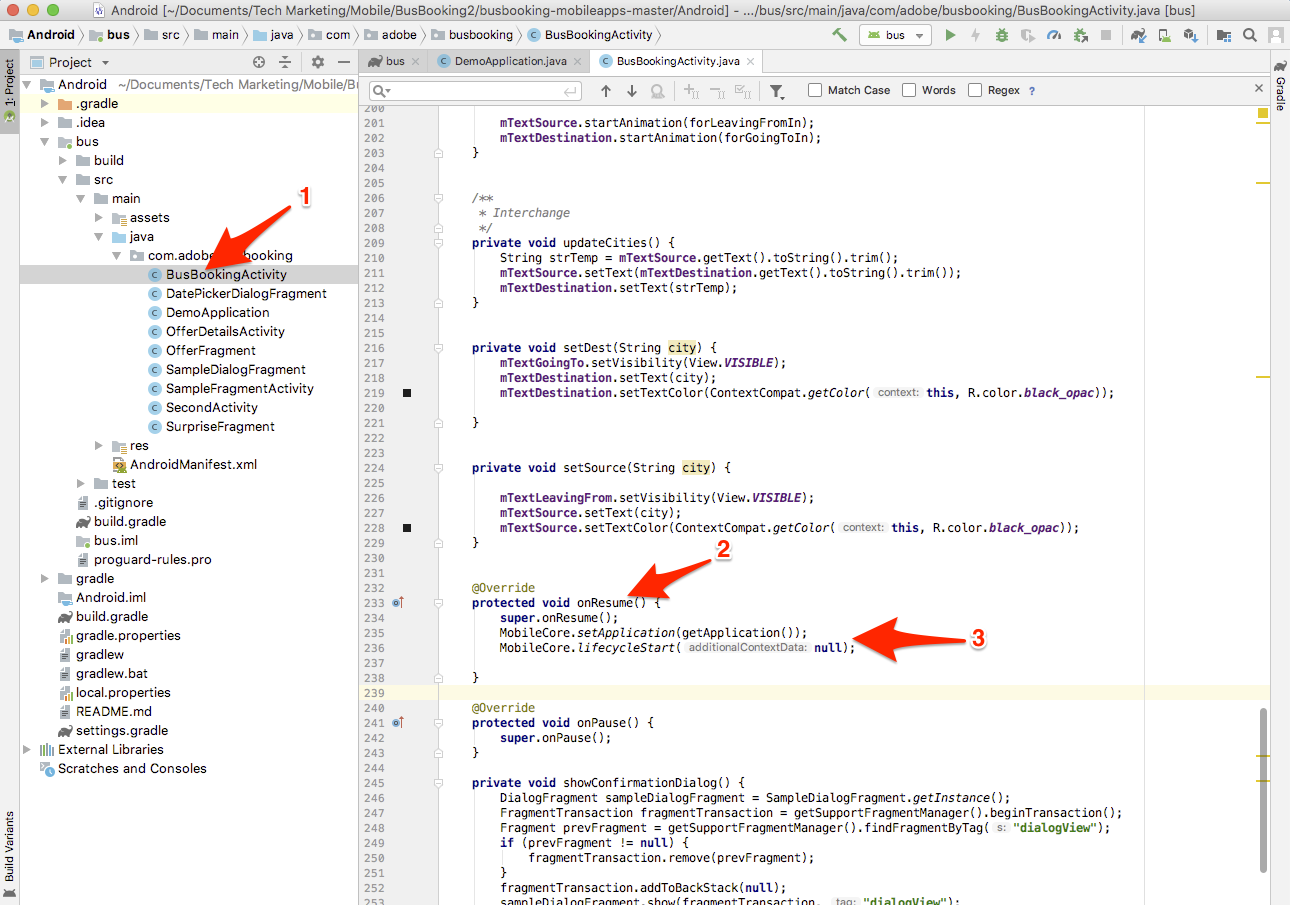 Android [~/Documents/Tech Marketing/Mobile/BusBooking2/busbooking-mobileapps-master/Android] - .../bus/src/main/java/com/adobe/busbooking/BusBookingActivity.java [bus]
Android bus src main java com adobe busbooking BusBookingActivity
bus
1: Project
Project
bus DemoApplication.java BusBookingActivity.java
Gradle
Match Case Words Regex ?
Android ~/Documents/Tech Marketing/Mobile/Bu
.gradle
.idea
bus
build
src
main
assets
java
com.adob
booking
BusBookingActivity
DatePickerDialogFragment
DemoApplication
OfferDetailsActivity
OfferFragment
SampleDialogFragment
SampleFragmentActivity
SecondActivity
SurpriseFragment
res
AndroidManifest.xml
test
.gitignore
build.gradle
bus.iml
proguard-rules.pro
gradle
Android.iml
build.gradle
gradle.properties
gradlew
gradlew.bat
local.properties
README.md
settings.gradle
External Libraries
Scratches and Consoles
Build Variants
1
200
201 mTextSource.startAnimation(forLeavingFromIn);
202 mTextDestination.startAnimation(forGoingToIn);
203 }
204
205
206 /**
207 * Interchange
208 */
209 private void updateCities() {
210 String strTemp = mTextSource.getText().toString().trim();
211 mTextSource.setText(mTextDestination.getText().toString().trim());
212 mTextDestination.setText(strTemp);
213 }
214
215
216 private void setDest(String city) {
217 mTextGoingTo.setVisibility(View.VISIBLE);
218 mTextDestination.setText(city);
219 mTextDestination.setTextColor(ContextCompat.getColor( context: this, R.color.black_opac));
220
221 }
222
223
224 private void setSource(String city) {
225
226 mTextLeavingFrom.setVisibility(View.VISIBLE);
227 mTextSource.setText(city);
228 mTextSource.setTextColor(ContextCompat.getColor( context: this, R.color.black_opac));
229 }
230
231
2
232 @Override
233 protected void onResume() {
234 super.onResume();
235 MobileCore.setApplication(getApplication());
236 MobileCore.lifecycleStart( additionalContextData: null);
3
237
238 }
239
240 @Override
241 protected void onPause() {
242 super.onPause();
243 }
244
245 private void showConfirmationDialog() {
246 DialogFragment sampleDialogFragment = SampleDialogFragment.getInstance();
247 FragmentTransaction fragmentTransaction = getSupportFragmentManager().beginTransaction();
248 Fragment prevFragment = getSupportFragmentManager().findFragmentByTag( s: "dialogView");
249 if (prevFragment != null) {
250 fragmentTransaction.remove(prevFragment);
251 }
252 fragmentTransaction.addToBackStack(null);
253 sampleDialogFragment.show(fragmentTransaction, tag: "dialogView");